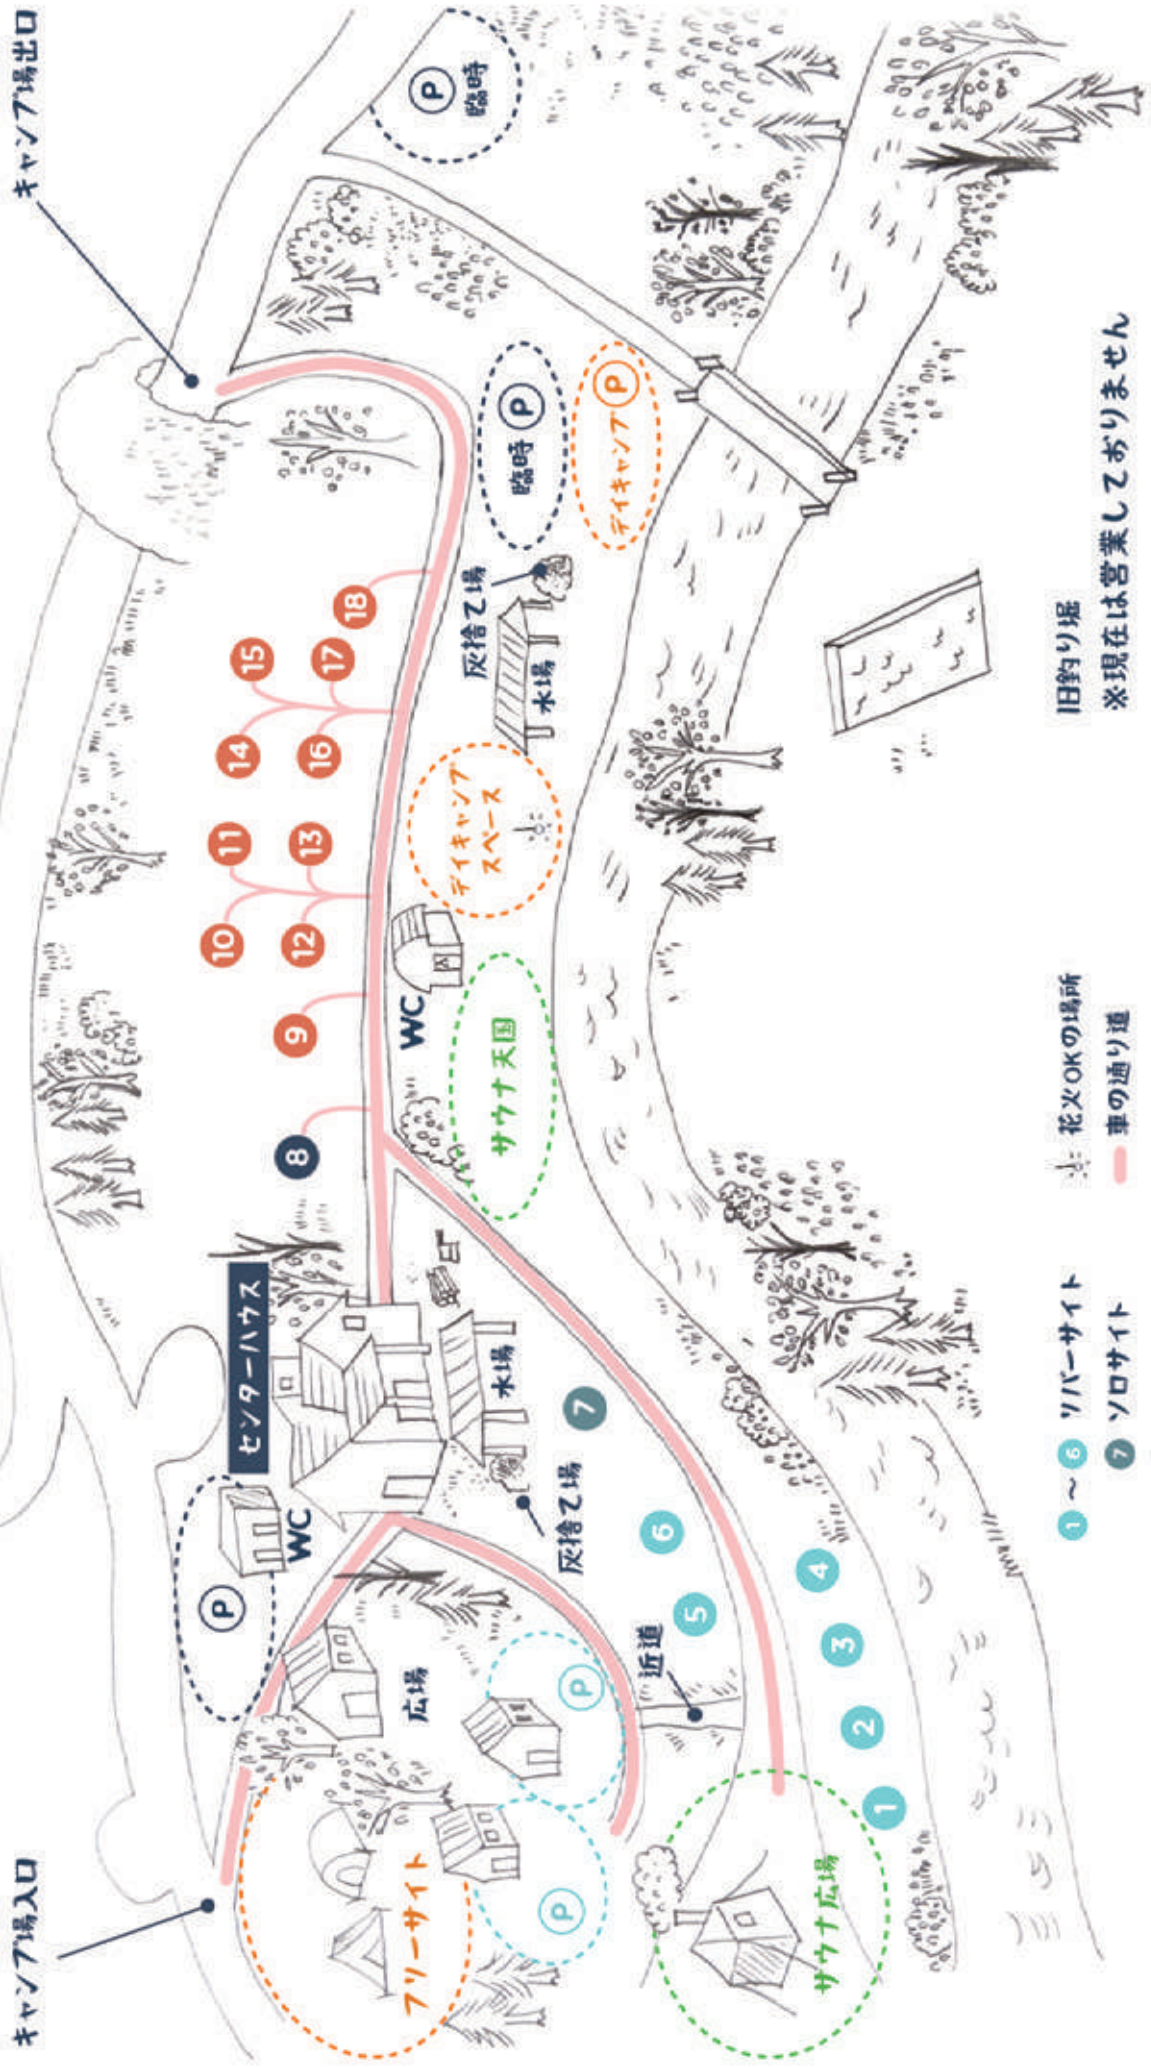 キャンプ場入口
キャンプ場出口
P
センターハウス
WC
P
臨時
広場
フリーサイト
P
P
水場
灰捨て場
近道
サウナ広場
サウナ天国
WC
デイキャンプ
スペース
水場
灰捨て場
臨時 P
デイキャンプ P
1
2
3
4
5
6
7
8
9
10
11
12
13
14
15
16
17
18
旧釣り堀
※現在は営業しておりません
1 〜 6 リバーサイト
7 ソロサイト
花火OKの場所
車の通り道